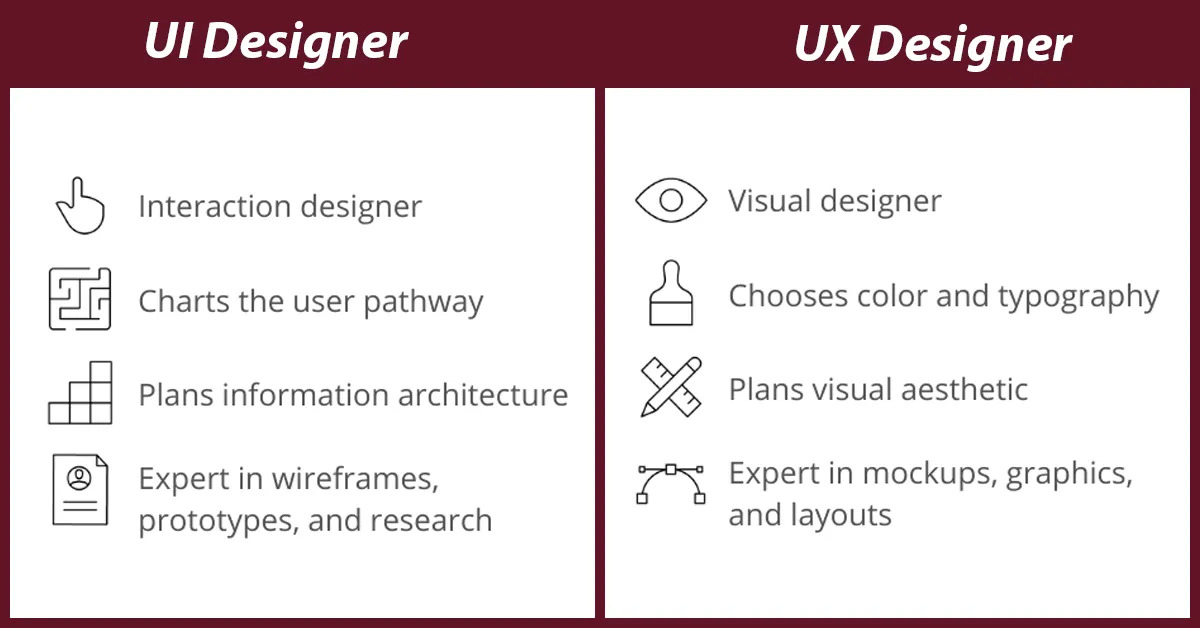 UI Designer
Interaction designer
Charts the user pathway
Plans information architecture
Expert in wireframes,
prototypes, and research
UX Designer
Visual designer
Chooses color and typography
Plans visual aesthetic
Expert in mockups, graphics,
and layouts